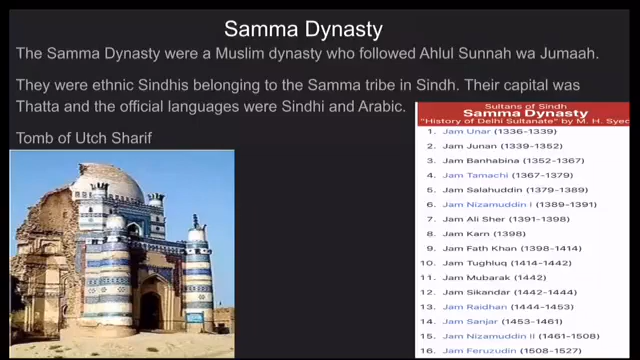 Samma Dynasty
The Samma Dynasty were a Muslim dynasty who followed Ahlul Sunnah wa Jumaah.
They were ethnic Sindhis belonging to the Samma tribe in Sindh. Their capital was
Thatta and the official languages were Sindhi and Arabic.
Tomb of Utch Sharif
Sultans of Sindh
Samma Dynasty
"History of Delhi Sultanate" by M. H. Syed
1. Jam Unar (1336-1339)
2. Jam Junan (1339-1352)
3. Jam Banhabina (1352-1367)
4. Jam Tamachi (1367-1379)
5. Jam Salahuddin (1379-1389)
6. Jam Nizamuddin I (1389-1391)
7. Jam Ali Sher (1391-1398)
8. Jam Karn (1398)
9. Jam Fath Khan (1398-1414)
10. Jam Tughluq (1414-1442)
11. Jam Mubarak (1442)
12. Jam Sikandar (1442-1444)
13. Jam Raidhan (1444-1453)
14. Jam Sanjar (1453-1461)
15. Jam Nizamuddin II (1461-1508)
16. Jam Feruzudin (1508-1527)